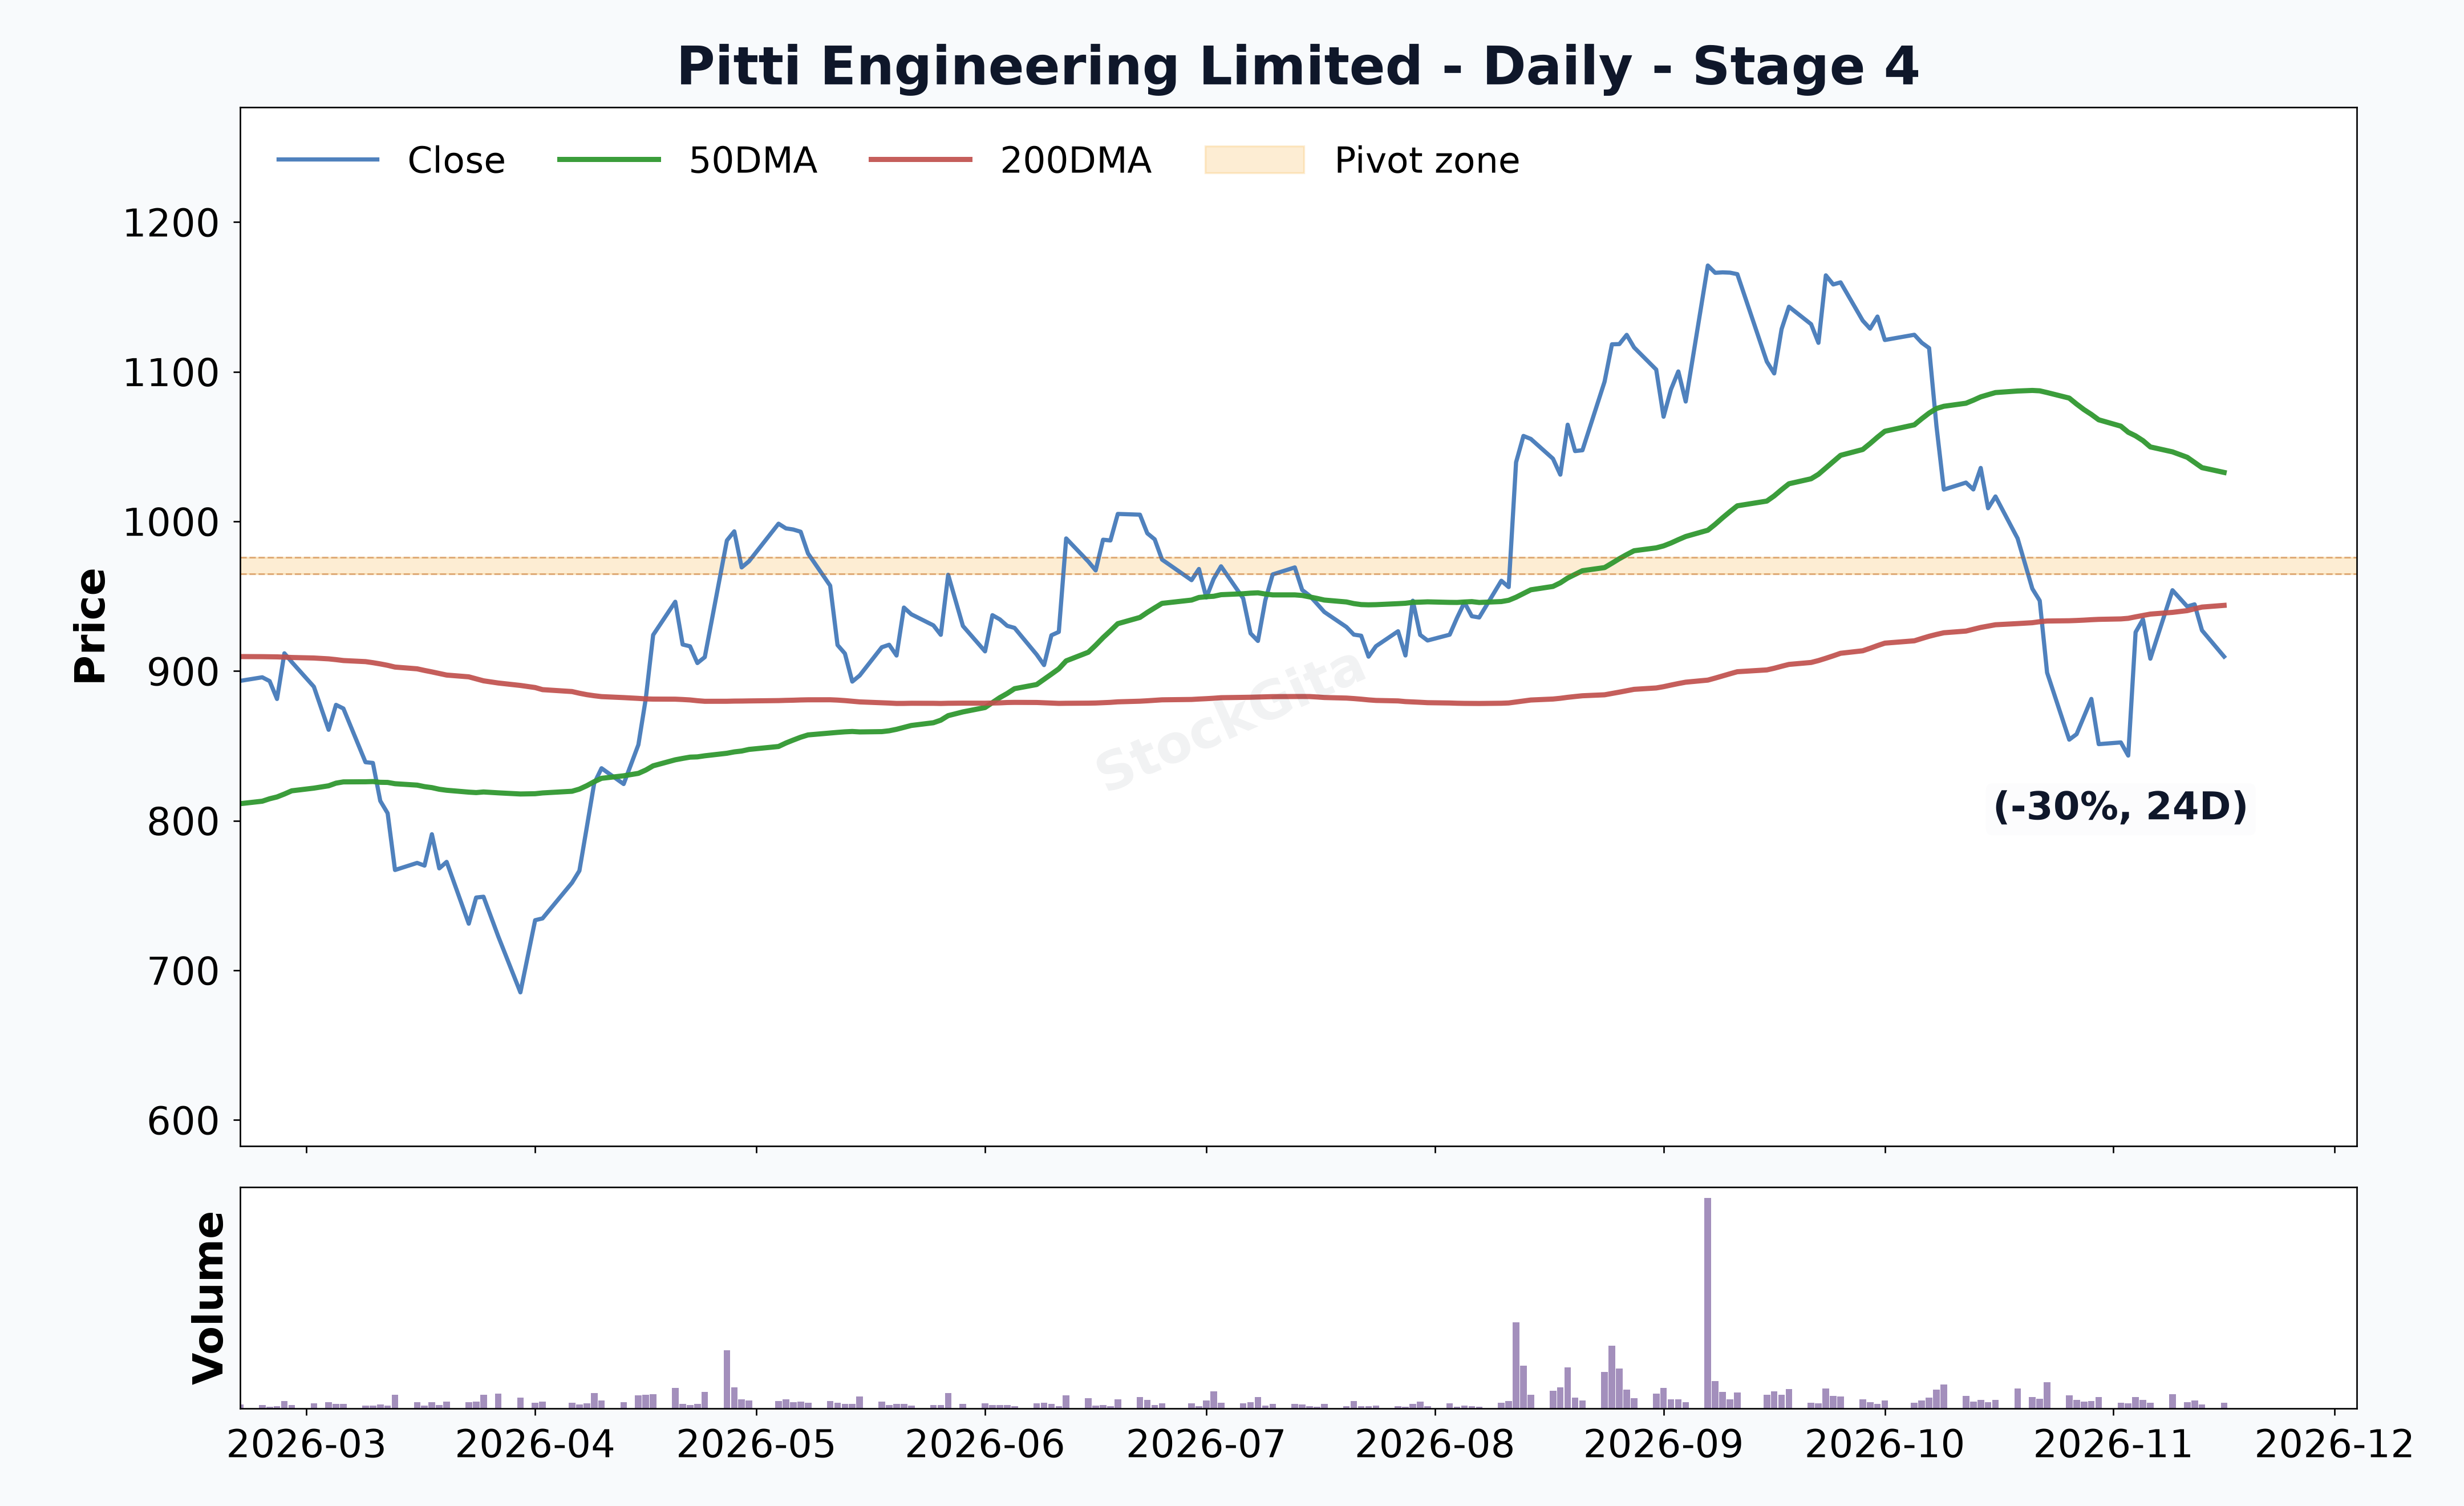 Pitti Engineering Limited - Daily - Stage 4
Close 50DMA 200DMA Pivot zone
1200
1100
1000
900
800
700
600
Price
StockGita
(-30%, 24D)
Volume
2026-03 2026-04 2026-05 2026-06 2026-07 2026-08 2026-09 2026-10 2026-11 2026-12